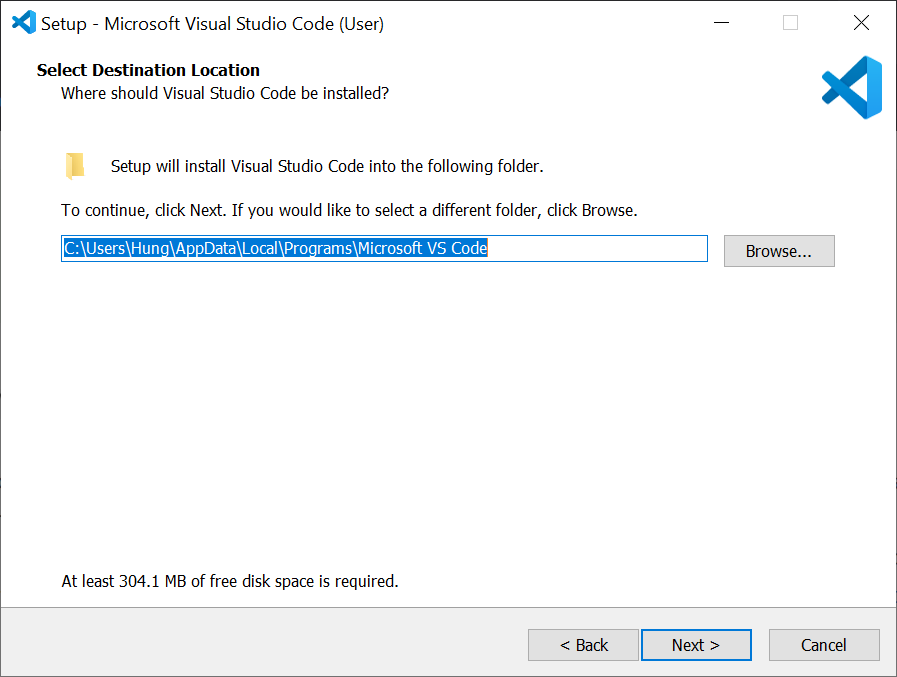 Setup - Microsoft Visual Studio Code (User)
Select Destination Location
Where should Visual Studio Code be installed?
Setup will install Visual Studio Code into the following folder.
To continue, click Next. If you would like to select a different folder, click Browse.
C:\Users\Hung\AppData\Local\Programs\Microsoft VS Code
Browse...
At least 304.1 MB of free disk space is required.
< Back
Next >
Cancel